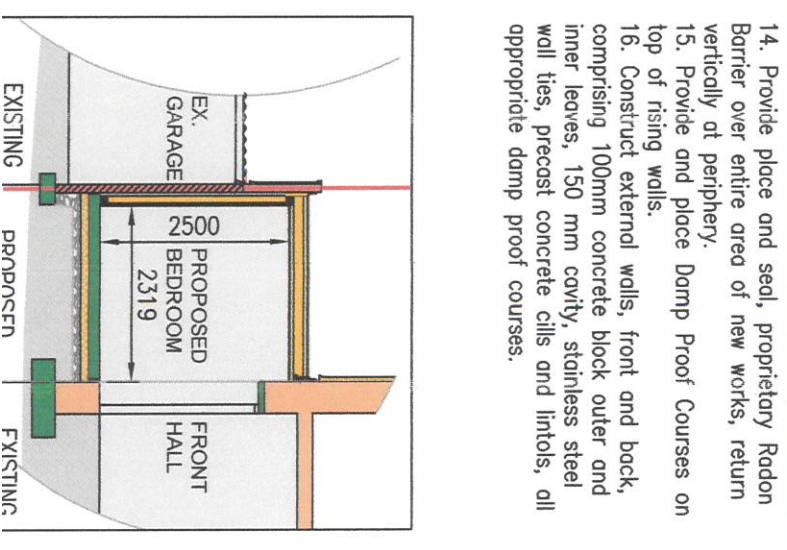 14. Provide place and seal, proprietary Radon
Barrier over entire area of new works, return
vertically at periphery.
15. Provide and place Damp Proof Courses on
top of rising walls.
16. Construct external walls, front and back,
comprising 100mm concrete block outer and
inner leaves, 150 mm cavity, stainless steel
wall ties, precast concrete cills and lintols, all
appropriate damp proof courses.
EX.
GARAGE
2500
PROPOSED
BEDROOM
2319
FRONT
HALL
EXISTING
PROPOSED
EXISTING